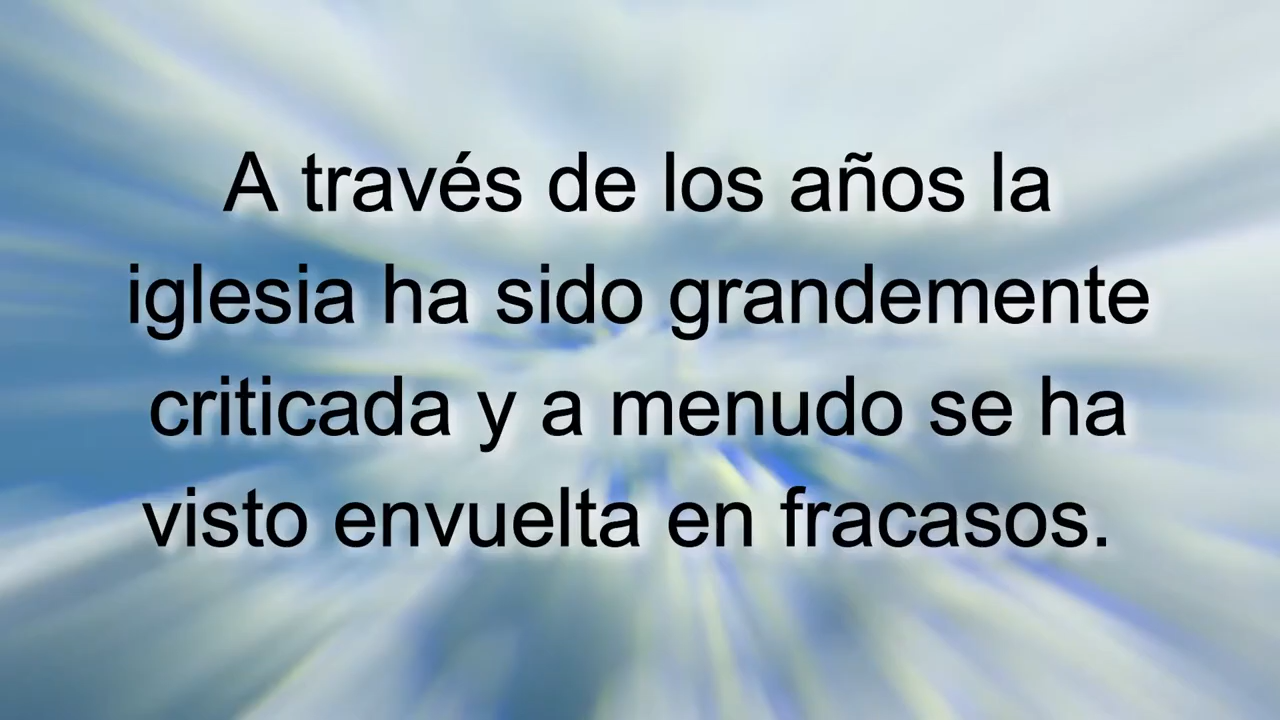 A través de los años la
iglesia ha sido grandemente
criticada y a menudo se ha
visto envuelta en fracasos.